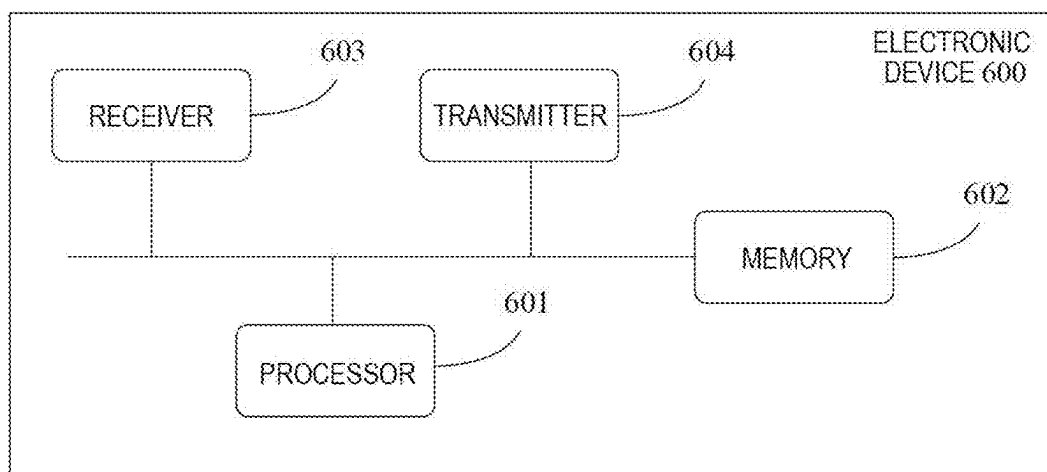 603
604
ELECTRONIC
DEVICE 600
RECEIVER
TRANSMITTER
602
MEMORY
601
PROCESSOR